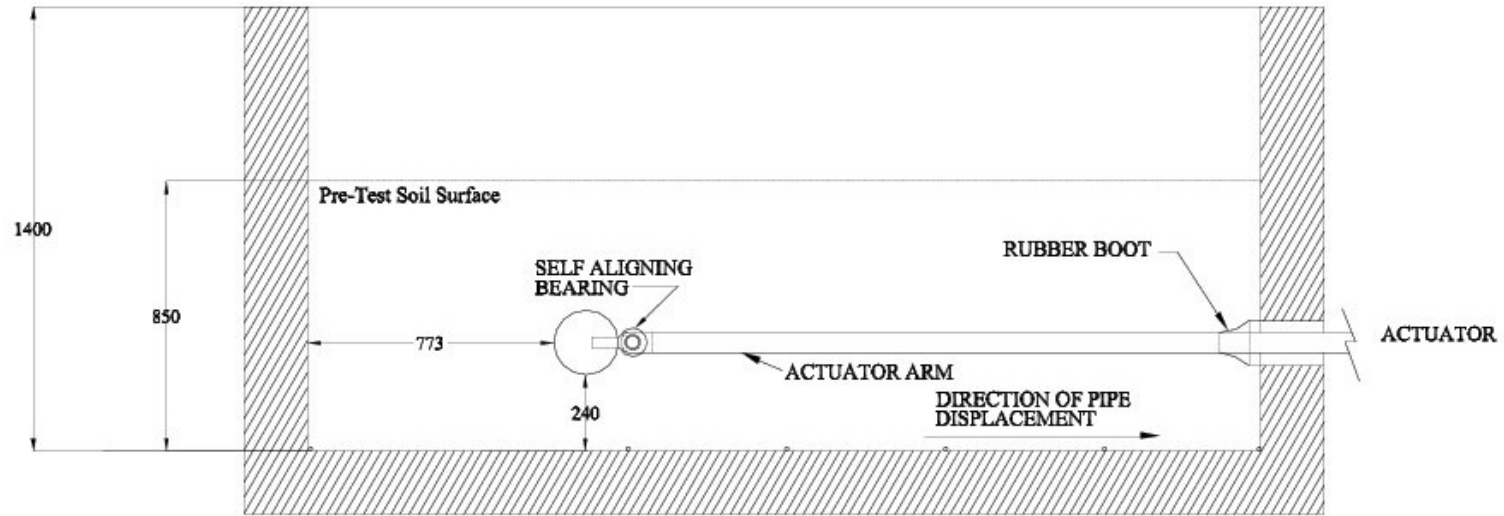 Pre-Test Soil Surface
1400
SELF ALIGNING
BEARING
RUBBER BOOT
850
773
ACTUATOR
ACTUATOR ARM
240
DIRECTION OF PIPE
DISPLACEMENT